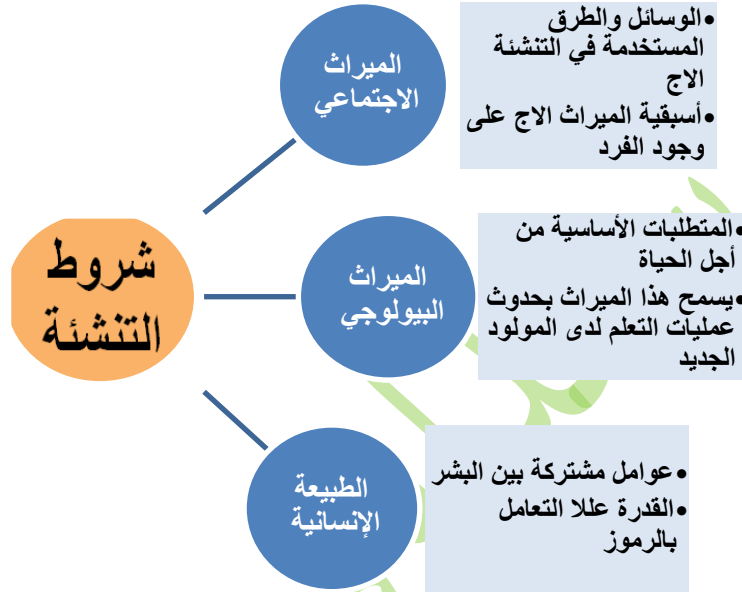 شروط
التنشئة
الميراث
الاجتماعي
•الوسائل والطرق
المستخدمة في التنشئة
الاج
•أسبقية الميراث الاج على
وجود الفرد
الميراث
البيولوجي
•المتطلبات الأساسية من
أجل الحياة
•يسمح هذا الميراث بحدوث
عمليات التعلم لدى المولود
الجديد
الطبيعة
الإنسانية
•عوامل مشتركة بين البشر
•القدرة عللا التعامل
بالرموز